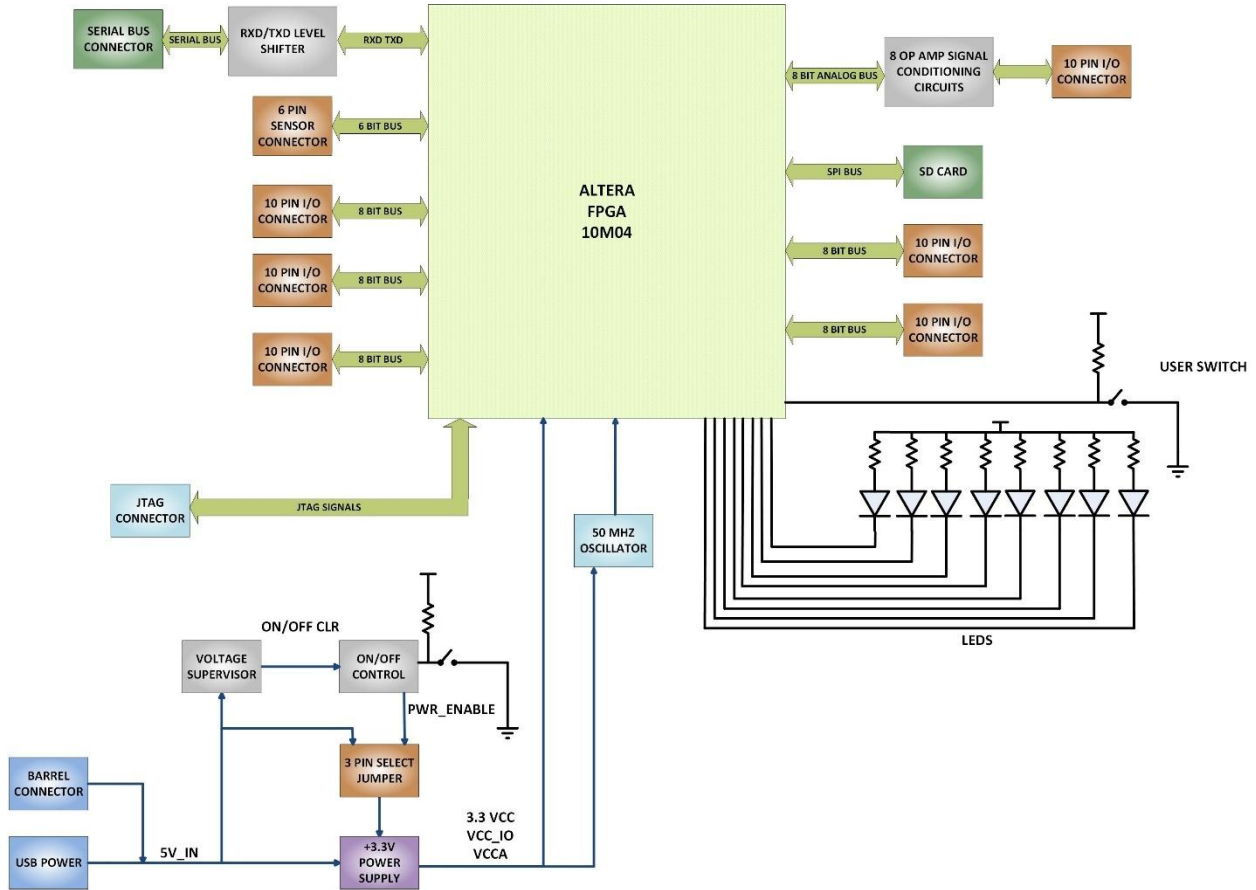 SERIAL BUS
CONNECTOR
SERIAL BUS
RXD/TXD LEVEL
SHIFTER
RXD TXD
6 PIN
SENSOR
CONNECTOR
6 BIT BUS
10 PIN I/O
CONNECTOR
8 BIT BUS
10 PIN I/O
CONNECTOR
8 BIT BUS
10 PIN I/O
CONNECTOR
8 BIT BUS
ALTERA
FPGA
10M04
8 BIT ANALOG BUS
8 OP AMP SIGNAL
CONDITIONING
CIRCUITS
10 PIN I/O
CONNECTOR
SPI BUS
SD CARD
8 BIT BUS
10 PIN I/O
CONNECTOR
8 BIT BUS
10 PIN I/O
CONNECTOR
USER SWITCH
JTAG
CONNECTOR
JTAG SIGNALS
50 MHZ
OSCILLATOR
LEDS
ON/OFF CLR
VOLTAGE
SUPERVISOR
ON/OFF
CONTROL
PWR_ENABLE
3 PIN SELECT
JUMPER
BARREL
CONNECTOR
USB POWER
5V_IN
+3.3V
POWER
SUPPLY
3.3 VCC
VCC_IO
VCCA